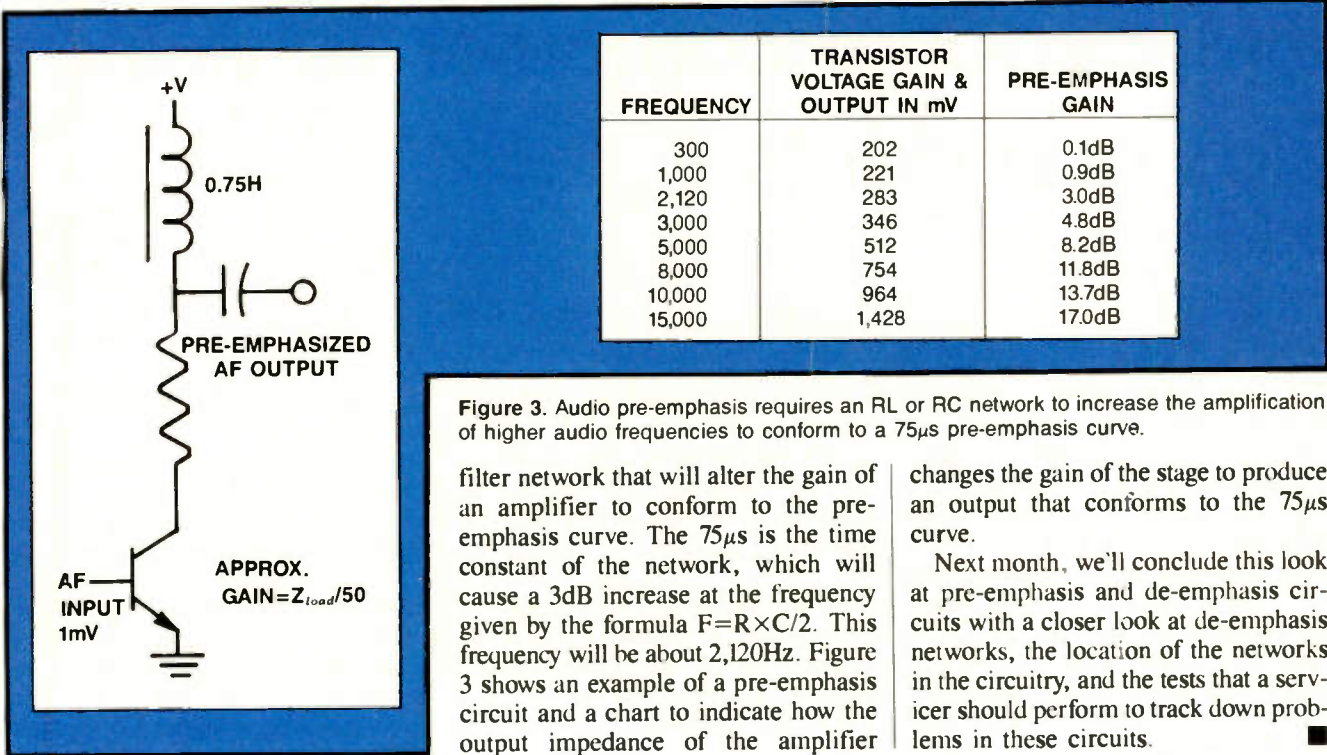 +V
0.75H
PRE-EMPHASIZED
AF OUTPUT
AF
INPUT
1mV
APPROX.
GAIN=Zload/50
FREQUENCY TRANSISTOR VOLTAGE GAIN & OUTPUT IN mV PRE-EMPHASIS GAIN
300 202 0.1dB
1,000 221 0.9dB
2,120 283 3.0dB
3,000 346 4.8dB
5,000 512 8.2dB
8,000 754 11.8dB
10,000 964 13.7dB
15,000 1,428 17.0dB
Figure 3. Audio pre-emphasis requires an RL or RC network to increase the amplification
of higher audio frequencies to conform to a 75μs pre-emphasis curve.
filter network that will alter the gain of
an amplifier to conform to the pre-
emphasis curve. The 75μs is the time
constant of the network, which will
cause a 3dB increase at the frequency
given by the formula F=R×C/2. This
frequency will be about 2,120Hz. Figure
3 shows an example of a pre-emphasis
circuit and a chart to indicate how the
output impedance of the amplifier
changes the gain of the stage to produce
an output that conforms to the 75μs
curve.
Next month, we'll conclude this look
at pre-emphasis and de-emphasis cir-
cuits with a closer look at de-emphasis
networks, the location of the networks
in the circuitry, and the tests that a serv-
icer should perform to track down prob-
lems in these circuits.